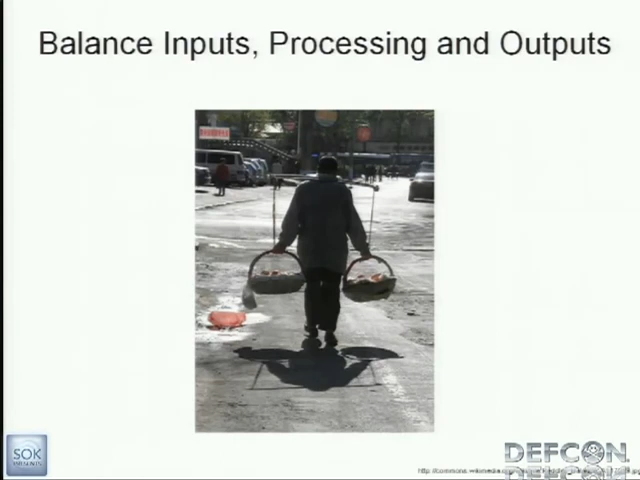 Balance Inputs, Processing and Outputs
SOK
DEFCON